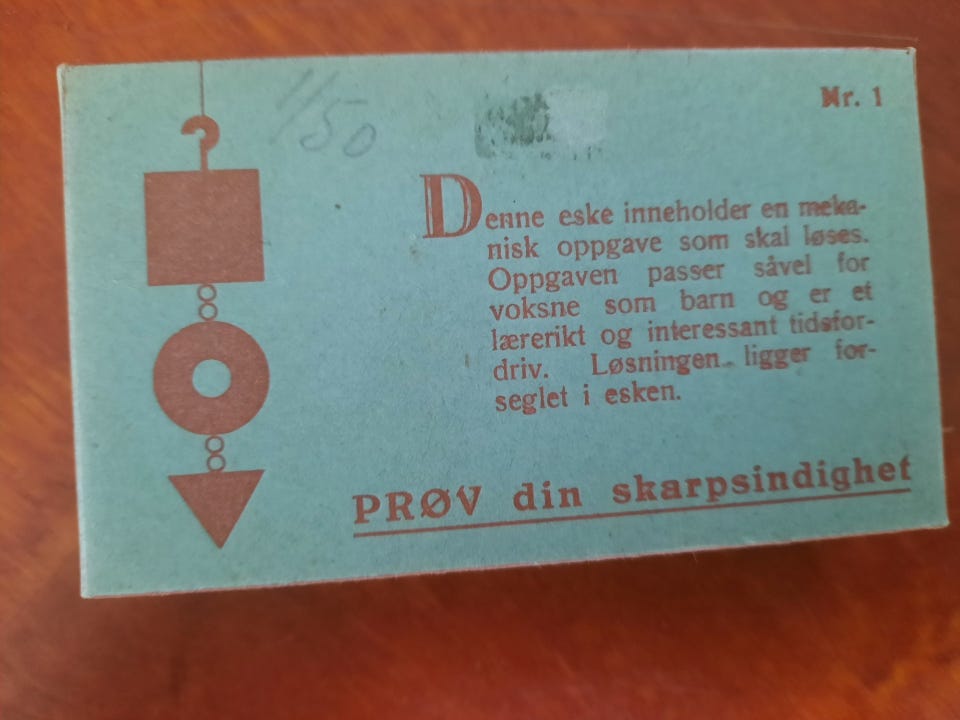 1/50
Nr. 1
Denne eske inneholder en meka-
nisk oppgave som skal løses.
Oppgaven passer såvel for
voksne som barn og er et
lærerikt og interessant tidsfor-
driv. Løsningen ligger for-
seglet i esken.
PRØV din skarpsindighet